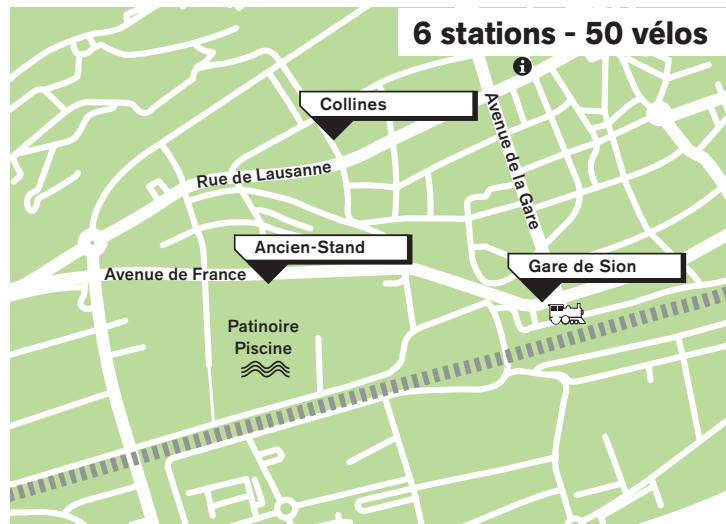 6 stations - 50 vélos
Collines
Avenue de la Gare
Rue de Lausanne
Ancien-Stand
Gare de Sion
Avenue de France
Patinoire
Piscine